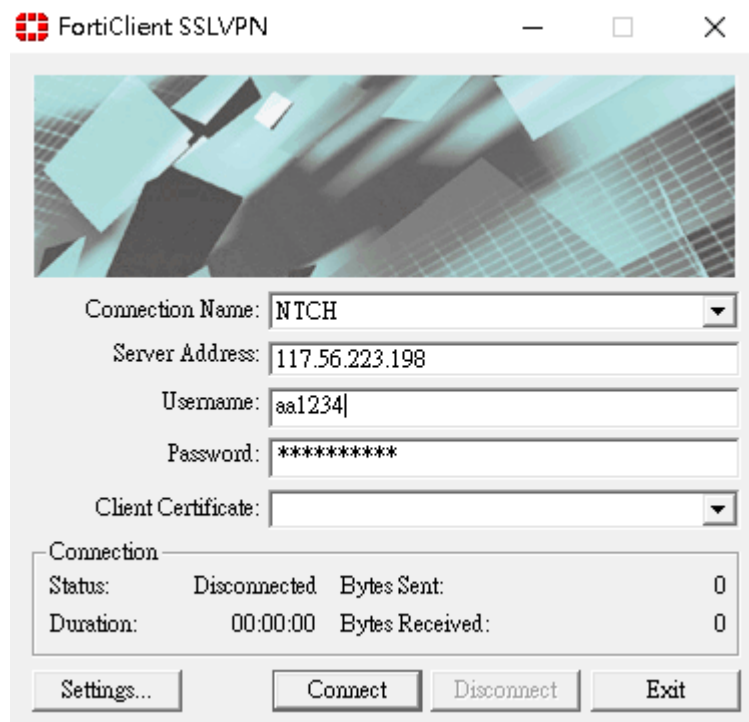 FortiClient SSLVPN
Connection Name: NTCH
Server Address: 117.56.223.198
Username: aa1234
Password: **********
Client Certificate:
Connection
Status: Disconnected Bytes Sent: 0
Duration: 00:00:00 Bytes Received: 0
Settings... Connect Disconnect Exit